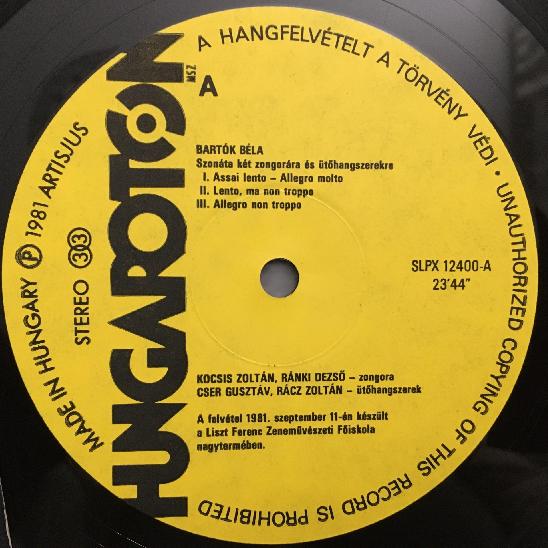 A HANGFELVÉTELT A TÖRVÉNY VÉDI • UNAUTHORIZED COPYING OF THIS RECORD IS PROHIBITED
MADE IN HUNGARY Ⓟ 1981 ARTISJUS
STEREO 33
HUNGAROTON
MSZ
A
BARTÓK BÉLA
Szonáta két zongorára és ütőhangszerekre
I. Assai lento – Allegro molto
II. Lento, ma non troppo
III. Allegro non troppo
SLPX 12400-A
23'44"
KOCSIS ZOLTÁN, RÁNKI DEZSŐ – zongora
CSER GUSZTÁV, RÁCZ ZOLTÁN – ütőhangszerek
A felvétel 1981. szeptember 11-én készült
a Liszt Ferenc Zeneművészeti Főiskola
nagytermében.